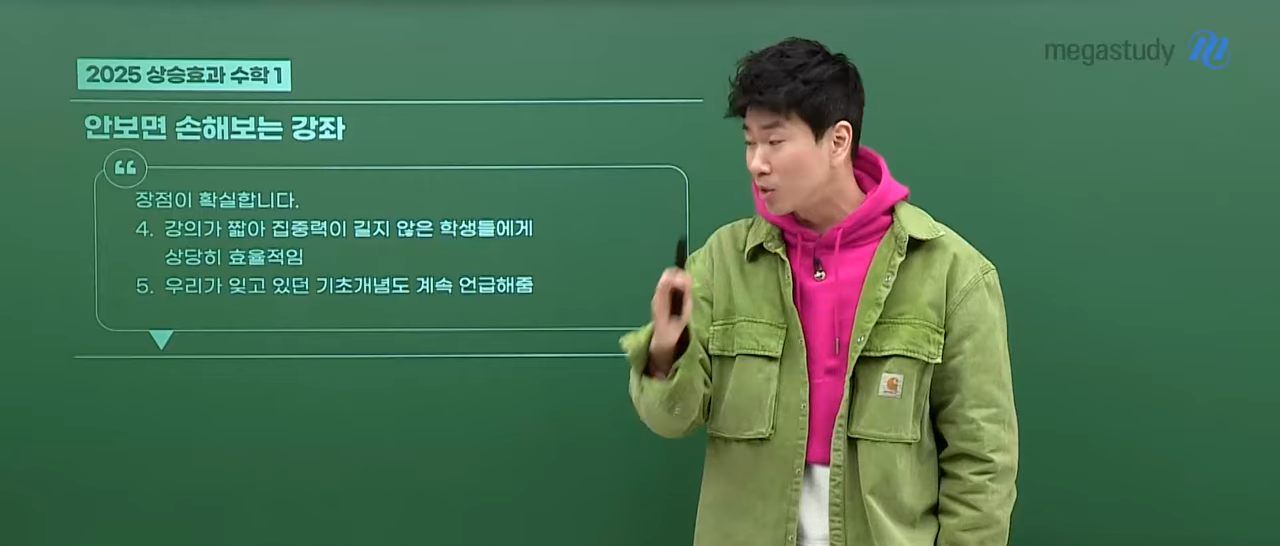 megastudy
2025 상승효과 수학 1
안보면 손해보는 강좌
장점이 확실합니다.
4. 강의가 짧아 집중력이 길지 않은 학생들에게
상당히 효율적임
5. 우리가 잊고 있던 기초개념도 계속 언급해줌